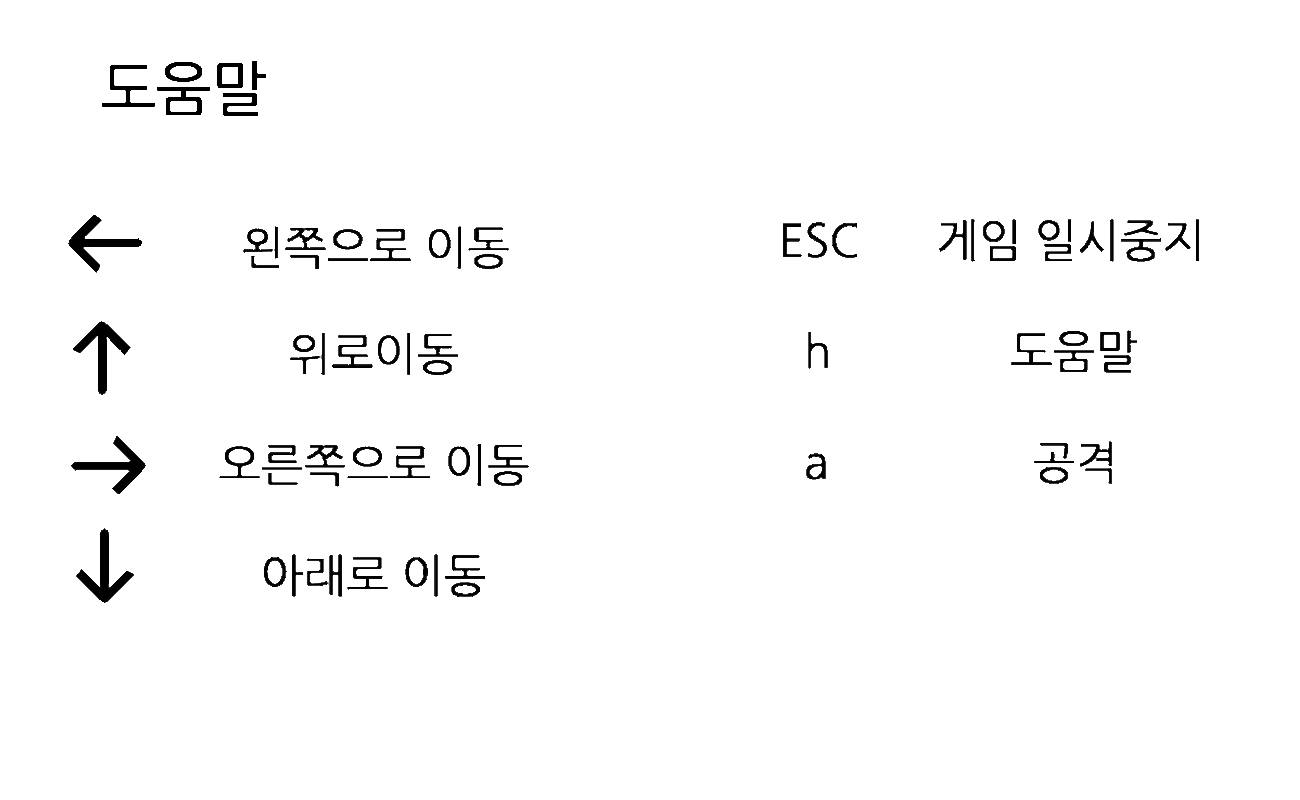 도움말
← 왼쪽으로 이동
↑ 위로이동
→ 오른쪽으로 이동
↓ 아래로 이동
ESC 게임 일시중지
h 도움말
a 공격